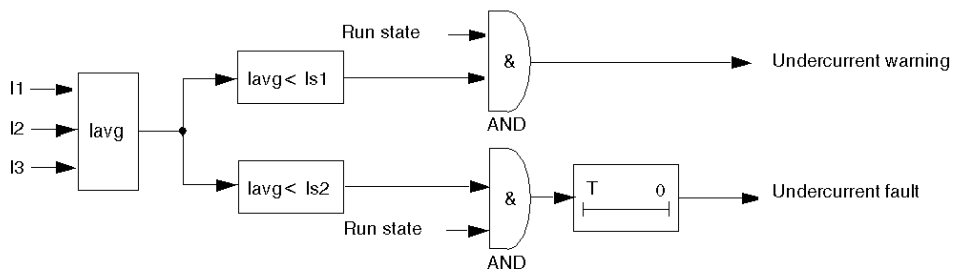 Run state
Undercurrent warning
&
Iavg< Is1
I1
I2
Iavg
AND
I3
Iavg< Is2
T 0
Undercurrent fault
&
Run state
AND